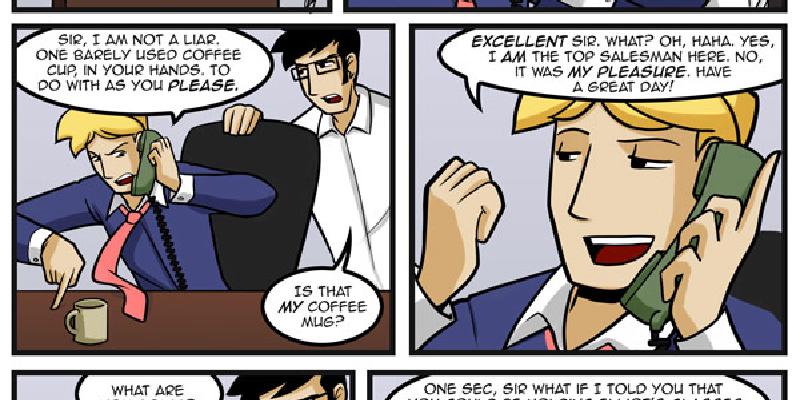 SIR, I AM NOT A LIAR.
ONE BARELY USED COFFEE
CUP, IN YOUR HANDS. TO
DO WITH AS YOU PLEASE.
IS THAT
MY COFFEE
MUG?
EXCELLENT SIR. WHAT? OH, HAHA. YES,
I AM THE TOP SALESMAN HERE. NO,
IT WAS MY PLEASURE. HAVE
A GREAT DAY!
WHAT ARE
ONE SEC, SIR WHAT IF I TOLD YOU THAT